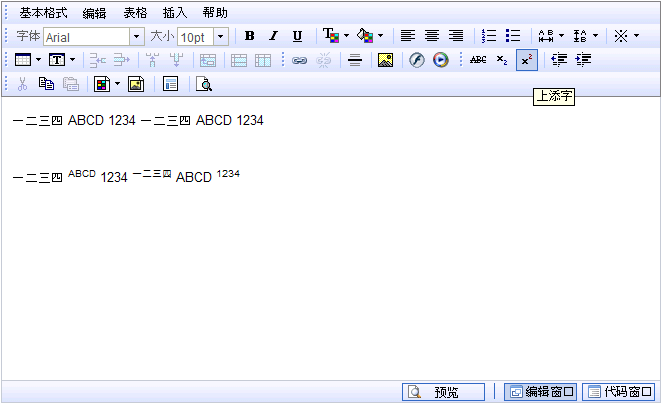 基本格式 编辑 表格 插入 帮助
字体 Arial 大小 10pt B I U
ABC x₂ x²
上添字
一二三四 ABCD 1234 一二三四 ABCD 1234
一二三四 ABCD 1234 一二三四 ABCD 1234
预览 编辑窗口 代码窗口